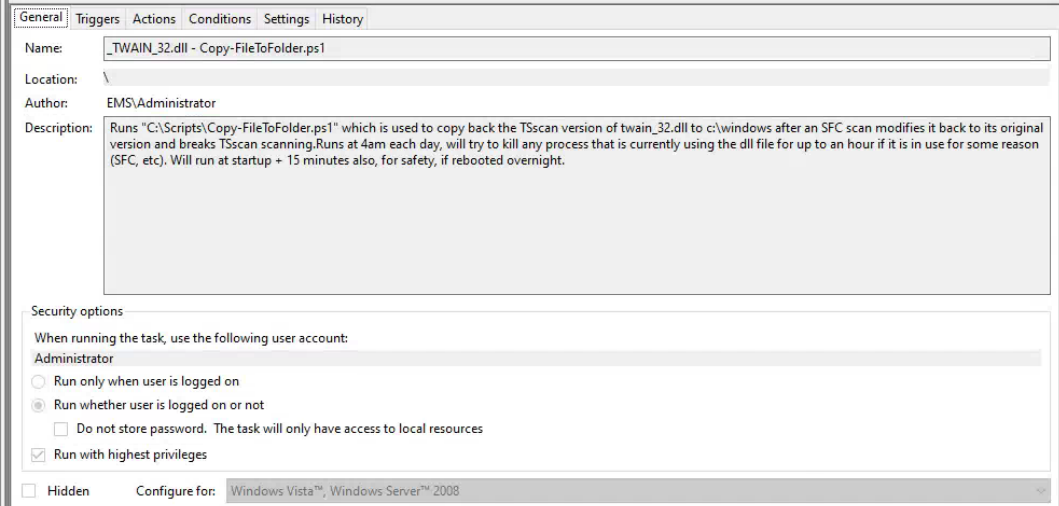 General Triggers Actions Conditions Settings History
Name: _TWAIN_32.dll - Copy-FileToFolder.ps1
Location: \
Author: EMS\Administrator
Description: Runs "C:\Scripts\Copy-FileToFolder.ps1" which is used to copy back the TSscan version of twain_32.dll to c:\windows after an SFC scan modifies it back to its original
version and breaks TSscan scanning.Runs at 4am each day, will try to kill any process that is currently using the dll file for up to an hour if it is in use for some reason
(SFC, etc). Will run at startup + 15 minutes also, for safety, if rebooted overnight.
Security options
When running the task, use the following user account:
Administrator
Run only when user is logged on
Run whether user is logged on or not
Do not store password. The task will only have access to local resources
Run with highest privileges
Hidden Configure for: Windows Vista™, Windows Server™ 2008